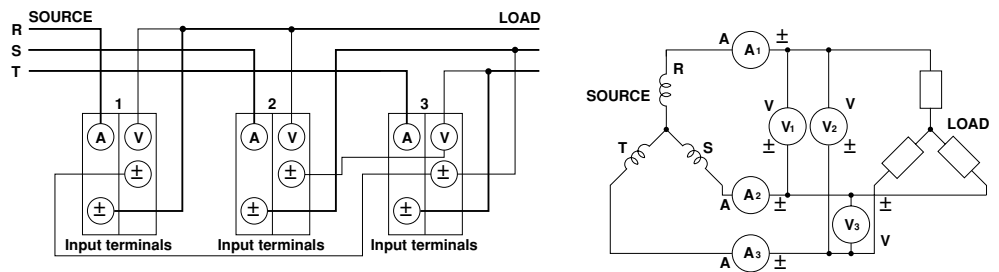 SOURCE LOAD
R
S
T
1 2 3
A V A V A V
± ± ±
± ± ±
Input terminals Input terminals Input terminals
A A1 ±
R
SOURCE
V V
V1 V2
± ±
LOAD
T S
A A2 ± ±
V3
V
A A3 ±